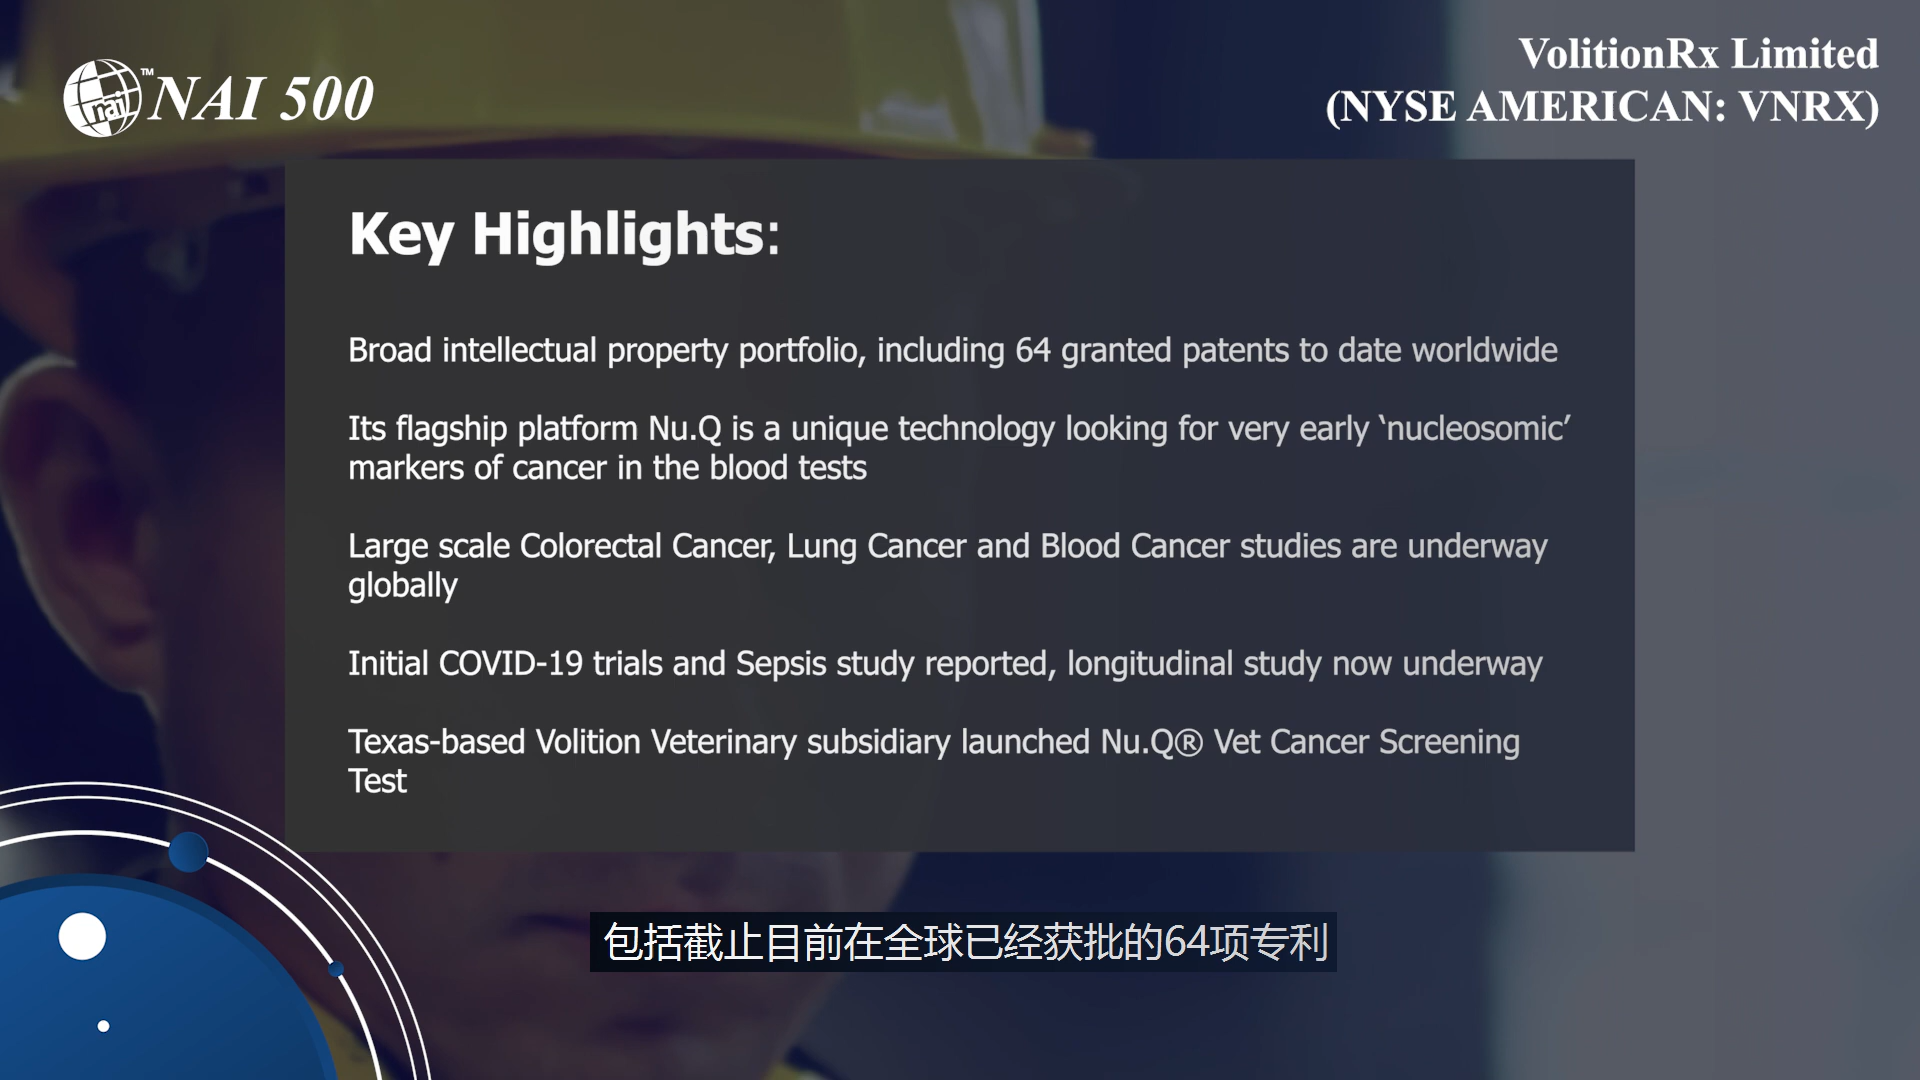 nai™ NAI 500
VolitionRx Limited
(NYSE AMERICAN: VNRX)
Key Highlights:
Broad intellectual property portfolio, including 64 granted patents to date worldwide
Its flagship platform Nu.Q is a unique technology looking for very early ‘nucleosomic’
markers of cancer in the blood tests
Large scale Colorectal Cancer, Lung Cancer and Blood Cancer studies are underway
globally
Initial COVID-19 trials and Sepsis study reported, longitudinal study now underway
Texas-based Volition Veterinary subsidiary launched Nu.Q® Vet Cancer Screening
Test
包括截止目前在全球已经获批的64项专利